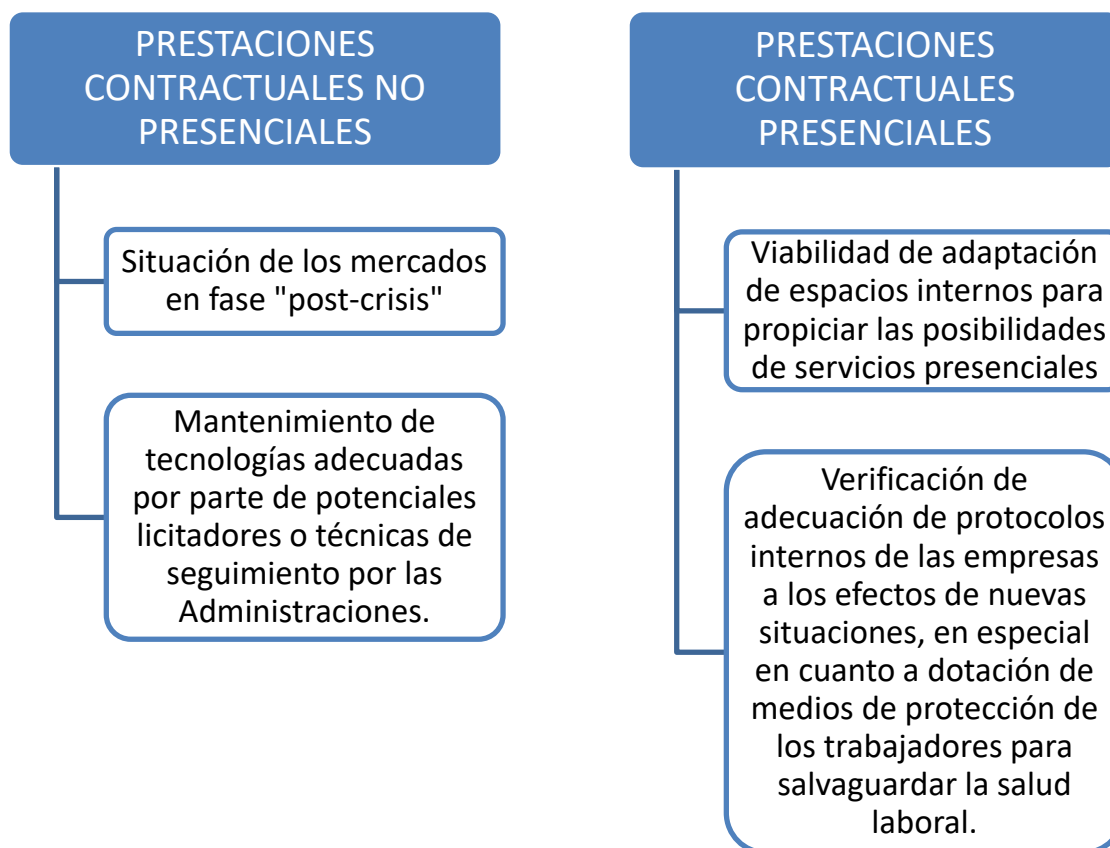 PRESTACIONES
CONTRACTUALES NO
PRESENCIALES
Situación de los mercados
en fase "post-crisis"
Mantenimiento de
tecnologías adecuadas
por parte de potenciales
licitadores o técnicas de
seguimiento por las
Administraciones.
PRESTACIONES
CONTRACTUALES
PRESENCIALES
Viabilidad de adaptación
de espacios internos para
propiciar las posibilidades
de servicios presenciales
Verificación de
adecuación de protocolos
internos de las empresas
a los efectos de nuevas
situaciones, en especial
en cuanto a dotación de
medios de protección de
los trabajadores para
salvaguardar la salud
laboral.